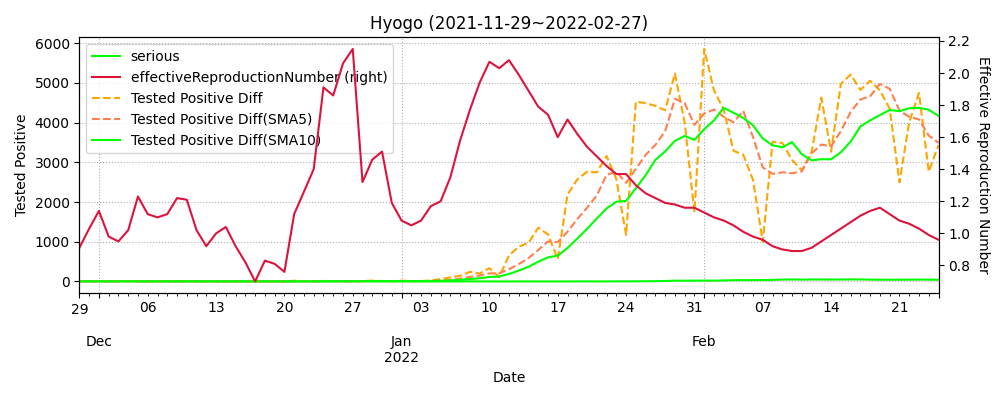 Hyogo (2021-11-29~2022-02-27)
serious
effectiveReproductionNumber (right)
Tested Positive Diff
Tested Positive Diff(SMA5)
Tested Positive Diff(SMA10)
Tested Positive
6000
5000
4000
3000
2000
1000
0
2.2
2.0
1.8
1.6
1.4
1.2
1.0
0.8
Effective Reproduction Number
29 06 13 20 27 03 10 17 24 31 07 14 21
Dec Jan Feb
2022
Date